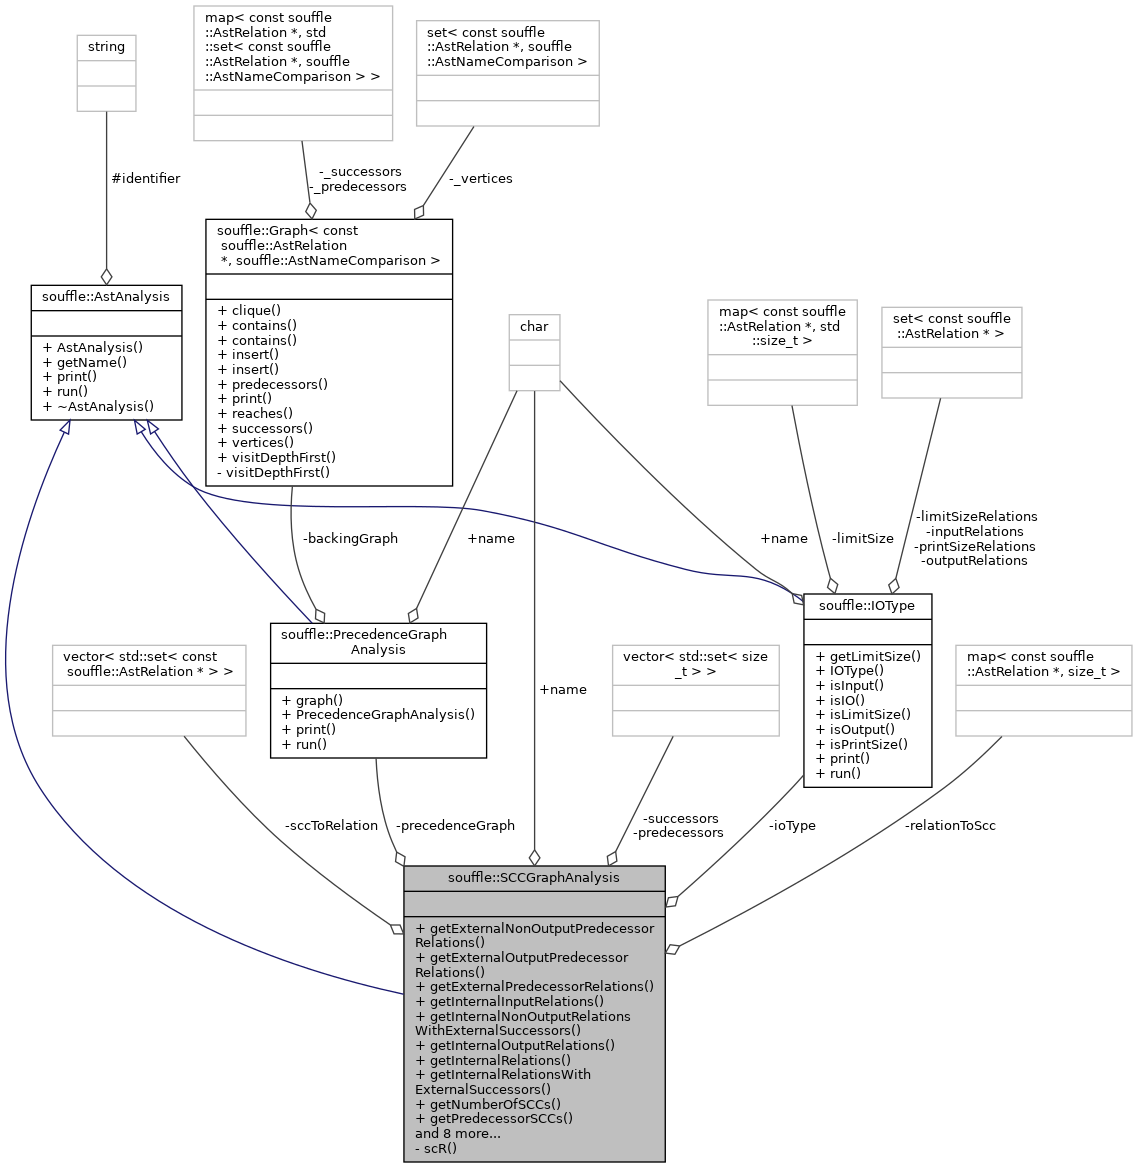 map< const souffle
::AstRelation *, std
::set< const souffle
::AstRelation *, souffle
::AstNameComparison > >
set< const souffle
::AstRelation *, souffle
::AstNameComparison >
string
#identifier
-_successors
-_predecessors
-_vertices
souffle::Graph< const
souffle::AstRelation
*, souffle::AstNameComparison >
+ clique()
+ contains()
+ contains()
+ insert()
+ insert()
+ predecessors()
+ print()
+ reaches()
+ successors()
+ vertices()
+ visitDepthFirst()
- visitDepthFirst()
souffle::AstAnalysis
+ AstAnalysis()
+ getName()
+ print()
+ run()
+ ~AstAnalysis()
char
map< const souffle
::AstRelation *, std
::size_t >
set< const souffle
::AstRelation * >
-backingGraph
+name
+name
-limitSize
-limitSizeRelations
-inputRelations
-printSizeRelations
-outputRelations
souffle::IOType
+ getLimitSize()
+ IOType()
+ isInput()
+ isIO()
+ isLimitSize()
+ isOutput()
+ isPrintSize()
+ print()
+ run()
souffle::PrecedenceGraph
Analysis
+ graph()
+ PrecedenceGraphAnalysis()
+ print()
+ run()
vector< std::set< const
souffle::AstRelation * > >
+name
vector< std::set< size
_t > >
map< const souffle
::AstRelation *, size_t >
-sccToRelation
-precedenceGraph
-successors
-predecessors
-ioType
-relationToScc
souffle::SCCGraphAnalysis
+ getExternalNonOutputPredecessor
Relations()
+ getExternalOutputPredecessor
Relations()
+ getExternalPredecessorRelations()
+ getInternalInputRelations()
+ getInternalNonOutputRelations
WithExternalSuccessors()
+ getInternalOutputRelations()
+ getInternalRelations()
+ getInternalRelationsWith
ExternalSuccessors()
+ getNumberOfSCCs()
+ getPredecessorSCCs()
and 8 more...
- scR()